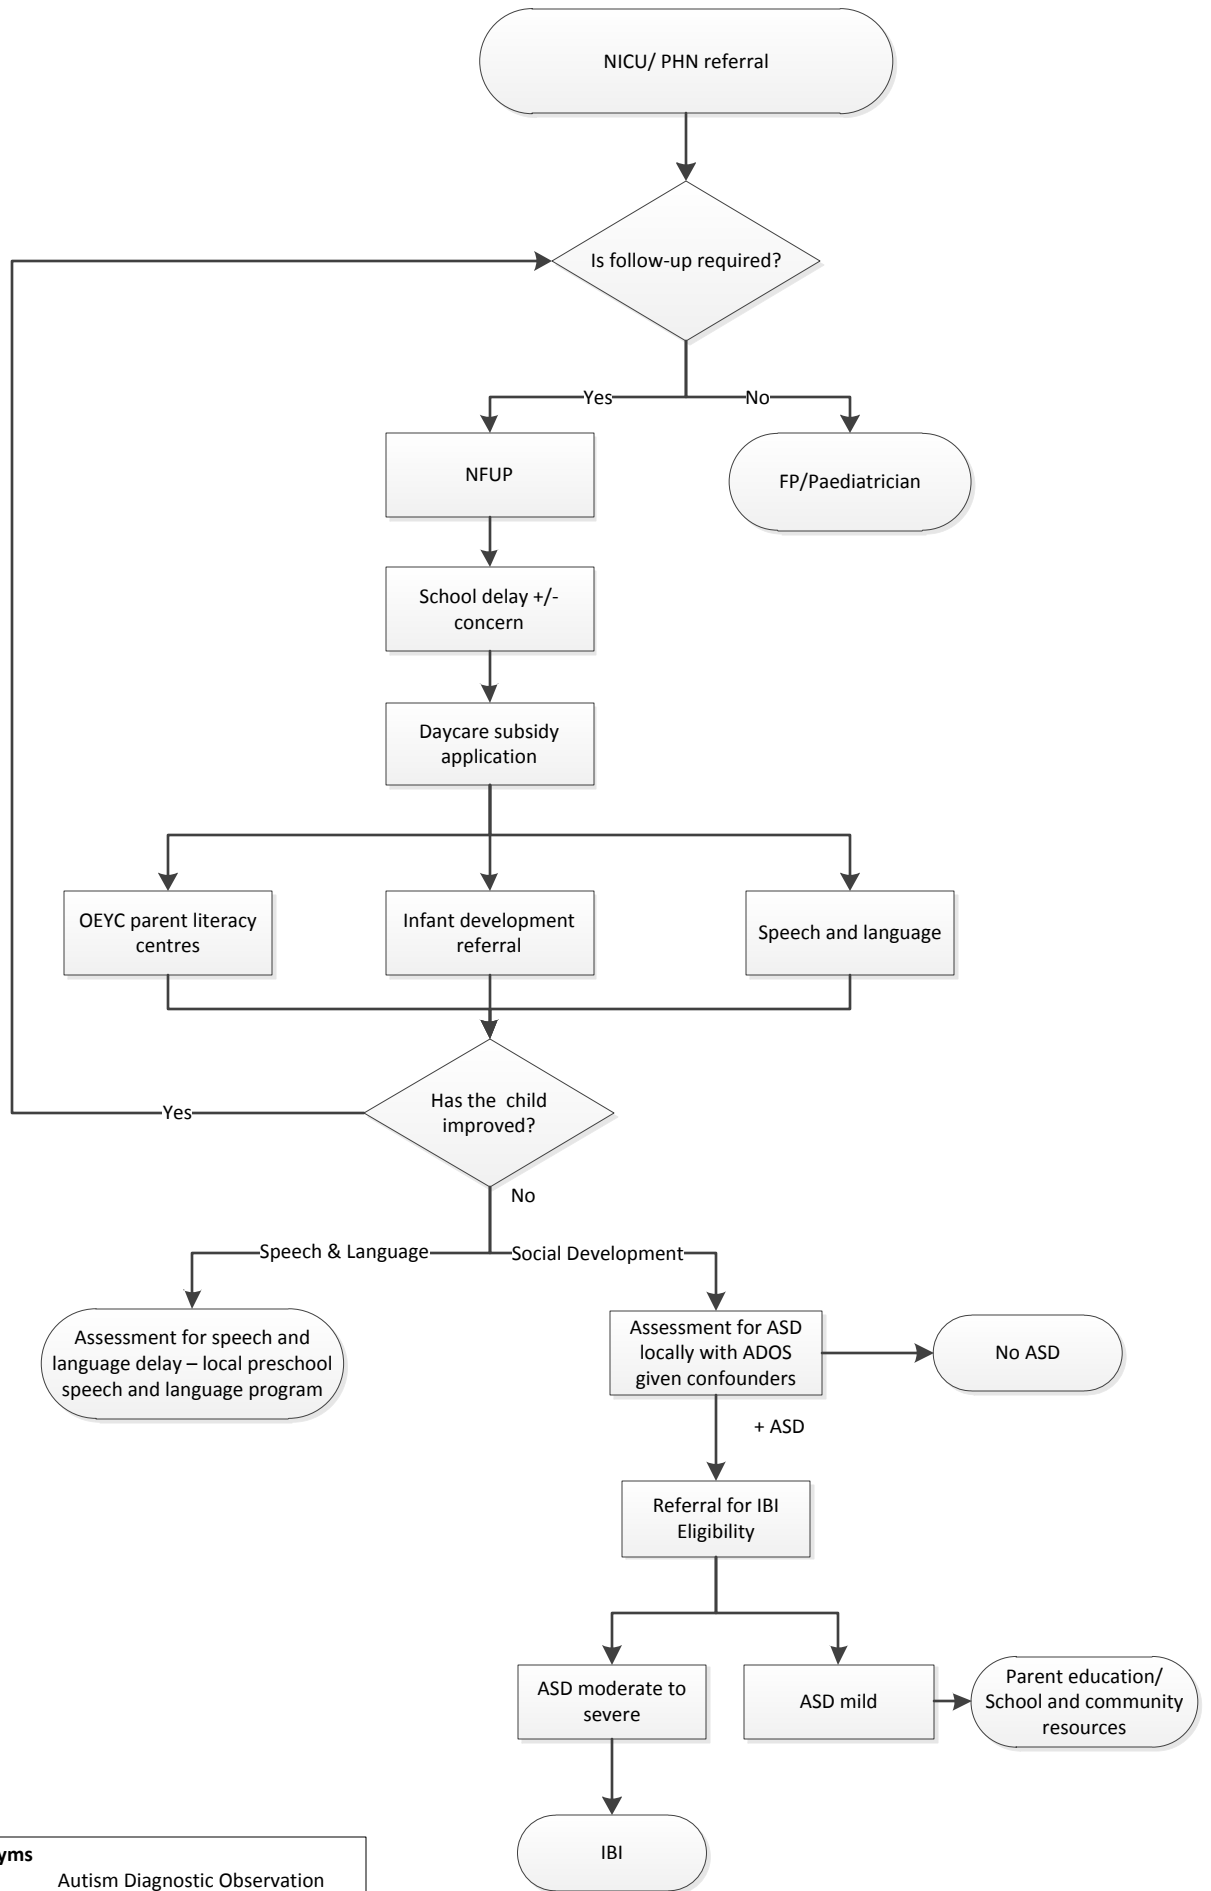 NICU/ PHN referral
Is follow-up required?
Yes
No
NFUP
FP/Paediatrician
School delay +/-
concern
Daycare subsidy
application
OEYC parent literacy
centres
Infant development
referral
Speech and language
Has the  child
improved?
Yes
No
Speech & Language
Social Development
Assessment for speech and
language delay – local preschool
speech and language program
Assessment for ASD
locally with ADOS
given confounders
No ASD
+ ASD
Referral for IBI
Eligibility
ASD moderate to
severe
ASD mild
Parent education/
School and community
resources
IBI
yms
Autism Diagnostic Observation